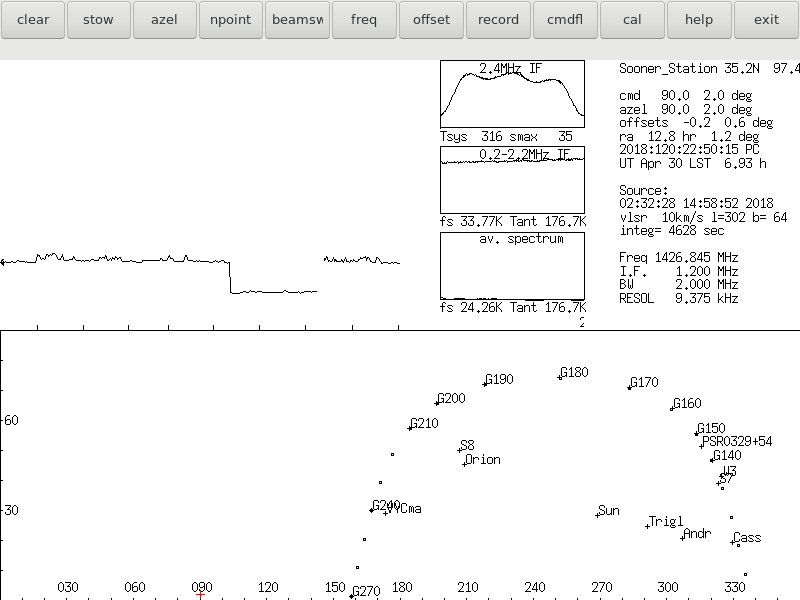 clear stow azel npoint beamsw freq offset record cmdfl cal help exit
2.4MHz IF
Tsys 316 smax 35
0.2-2.2MHz IF
fs 33.77K Tant 176.7K
av. spectrum
fs 24.26K Tant 176.7K
2
Sooner_Station 35.2N 97.4
cmd 90.0 2.0 deg
azel 90.0 2.0 deg
offsets -0.2 0.6 deg
ra 12.8 hr 1.2 deg
2018:120:22:50:15 PC
UT Apr 30 LST 6.93 h
Source:
02:32:28 14:58:52 2018
vlsr 10km/s l=302 b= 64
integ= 4628 sec
Freq 1426.845 MHz
I.F. 1.200 MHz
BW 2.000 MHz
RESOL 9.375 kHz
G180
G190
G170
G200
G160
60
G210
G150
S8
PSR0329+54
Orion
G140
W3
S7
30
G240
Sun
Trigl
Andr
Cass
030 060 090 120 150 180 210 240 270 300 330
G270